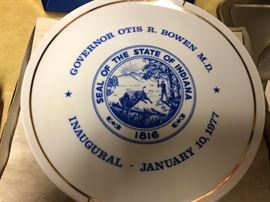 GOVERNOR OTIS R. BOWEN M.D.
SEAL OF THE STATE OF INDIANA
1816
INAUGURAL - JANUARY 10, 1977